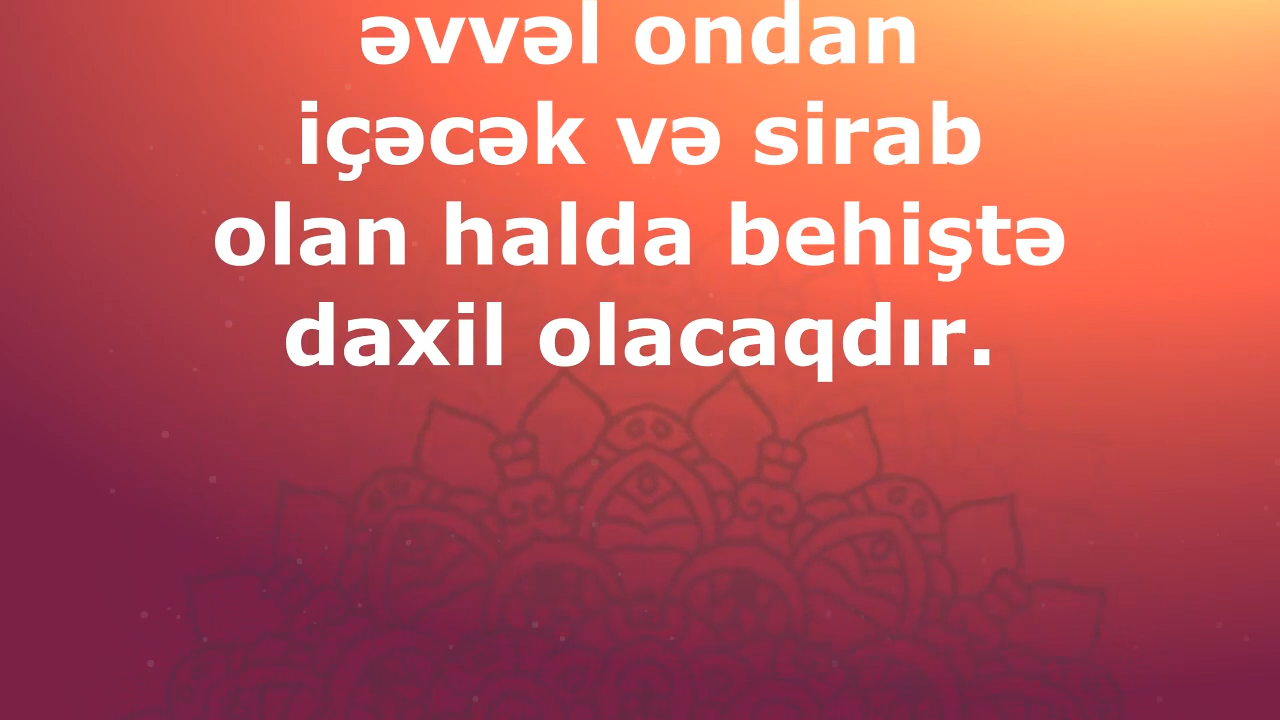 əvvəl ondan
içəcək və sirab
olan halda behiştə
daxil olacaqdır.